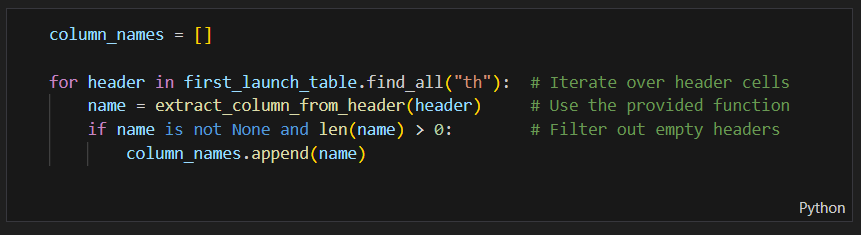 column_names = []
for header in first_launch_table.find_all("th"):  # Iterate over header cells
    name = extract_column_from_header(header)     # Use the provided function
    if name is not None and len(name) > 0:        # Filter out empty headers
        column_names.append(name)
Python